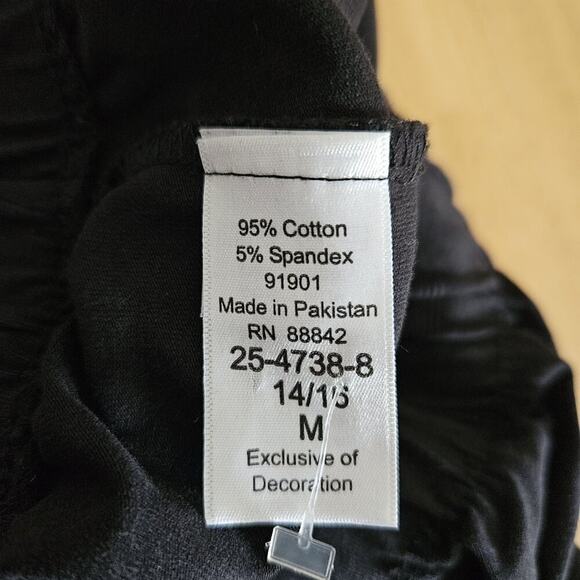 95% Cotton
5% Spandex
91901
Made in Pakistan
RN 88842
25-4738-8
14/16
M
Exclusive of
Decoration